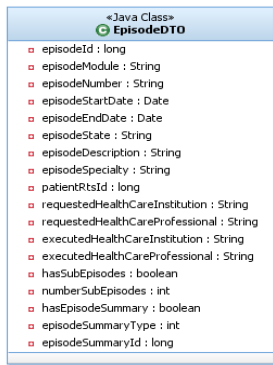 «Java Class»
C EpisodeDTO
episodeId : long
episodeModule : String
episodeNumber : String
episodeStartDate : Date
episodeEndDate : Date
episodeState : String
episodeDescription : String
episodeSpecialty : String
patientRtsId : long
requestedHealthCareInstitution : String
requestedHealthCareProfessional : String
executedHealthCareInstitution : String
executedHealthCareProfessional : String
hasSubEpisodes : boolean
numberSubEpisodes : int
hasEpisodeSummary : boolean
episodeSummaryType : int
episodeSummaryId : long